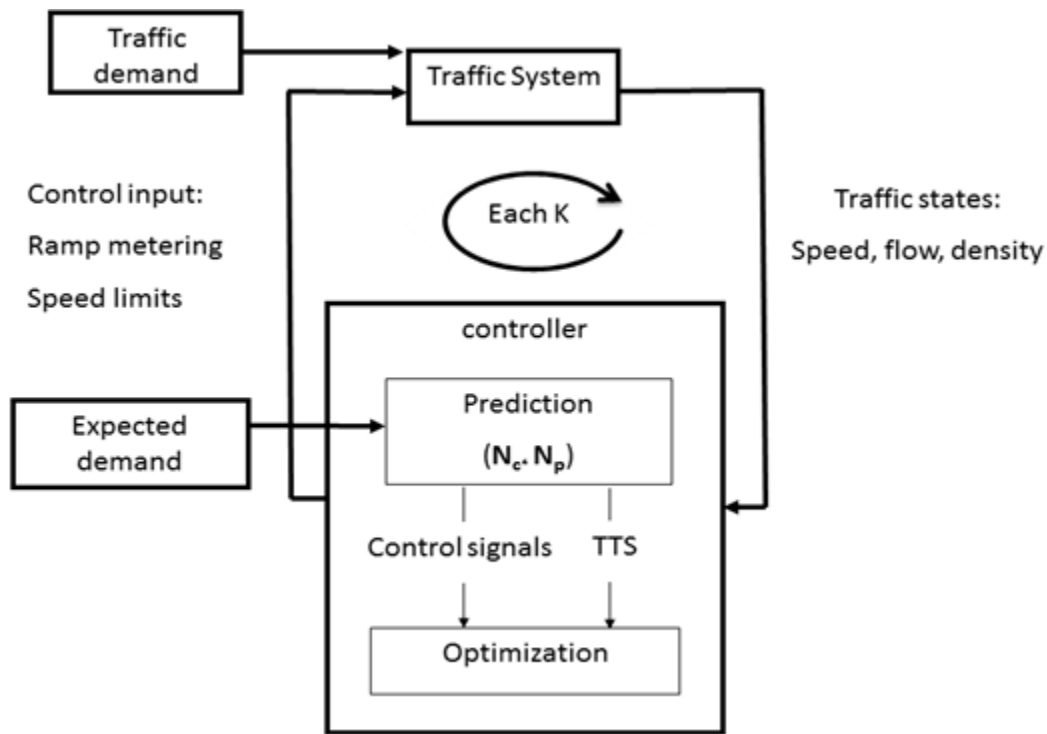 Traffic
demand
Traffic System
Control input:
Ramp metering
Speed limits
Each K
Traffic states:
Speed, flow, density
controller
Expected
demand
Prediction
(Nc, Np)
Control signals
TTS
Optimization